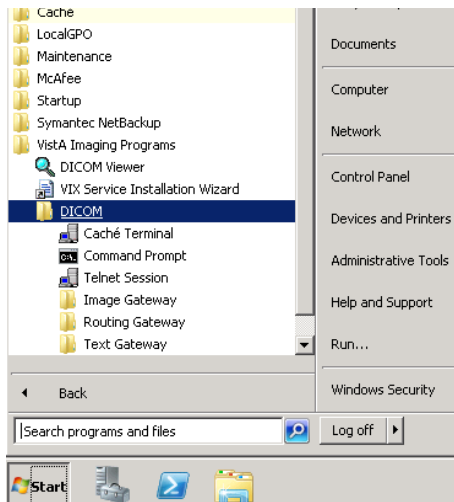 Cache
LocalGPO
Maintenance
McAfee
Startup
Symantec NetBackup
VistA Imaging Programs
DICOM Viewer
VIX Service Installation Wizard
DICOM
Caché Terminal
Command Prompt
Telnet Session
Image Gateway
Routing Gateway
Text Gateway
Back
Search programs and files
Documents
Computer
Network
Control Panel
Devices and Printers
Administrative Tools
Help and Support
Run...
Windows Security
Log off
Start